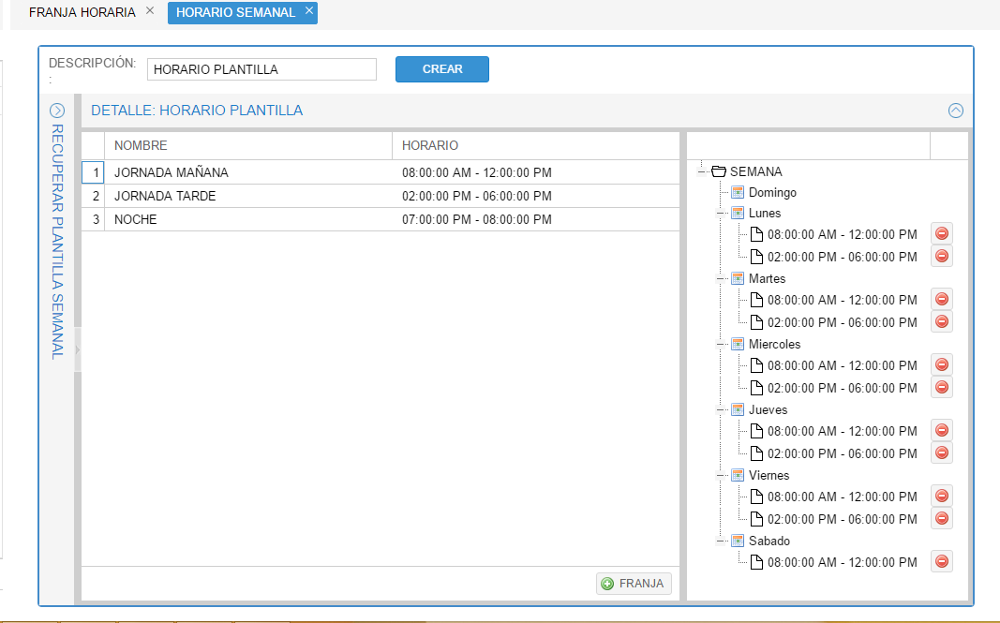 FRANJA HORARIA
HORARIO SEMANAL
DESCRIPCIÓN:
:
HORARIO PLANTILLA
CREAR
RECUPERAR PLANTILLA SEMANAL
DETALLE: HORARIO PLANTILLA
NOMBRE HORARIO
1 JORNADA MAÑANA 08:00:00 AM - 12:00:00 PM
2 JORNADA TARDE 02:00:00 PM - 06:00:00 PM
3 NOCHE 07:00:00 PM - 08:00:00 PM
FRANJA
SEMANA
Domingo
Lunes
08:00:00 AM - 12:00:00 PM
02:00:00 PM - 06:00:00 PM
Martes
08:00:00 AM - 12:00:00 PM
02:00:00 PM - 06:00:00 PM
Miercoles
08:00:00 AM - 12:00:00 PM
02:00:00 PM - 06:00:00 PM
Jueves
08:00:00 AM - 12:00:00 PM
02:00:00 PM - 06:00:00 PM
Viernes
08:00:00 AM - 12:00:00 PM
02:00:00 PM - 06:00:00 PM
Sabado
08:00:00 AM - 12:00:00 PM